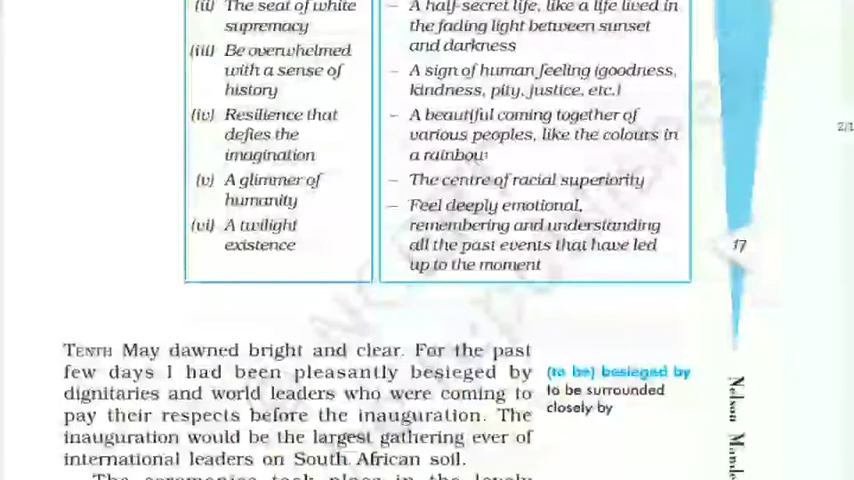 (ii) The seat of white
supremacy
(iii) Be overwhelmed
with a sense of
history
(iv) Resilience that
defies the
imagination
(v) A glimmer of
humanity
(vi) A twilight
existence
– A half-secret life, like a life lived in
the fading light between sunset
and darkness
– A sign of human feeling (goodness,
kindness, pity, justice, etc.)
– A beautiful coming together of
various peoples, like the colours in
a rainbow
– The centre of racial superiority
– Feel deeply emotional,
remembering and understanding
all the past events that have led
up to the moment
2/1
17
TENTH May dawned bright and clear. For the past
few days I had been pleasantly besieged by
dignitaries and world leaders who were coming to
pay their respects before the inauguration. The
inauguration would be the largest gathering ever of
international leaders on South African soil.
The ceremonies took place in the lovely
(to be) besieged by
to be surrounded
closely by
Nelson